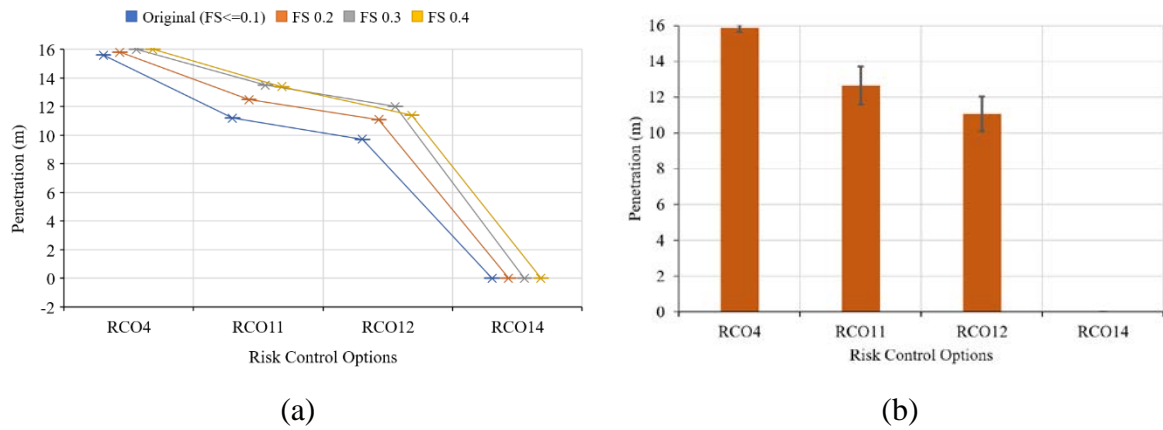 Original (FS<=0.1) FS 0.2 FS 0.3 FS 0.4
16
14
12
10
8
6
4
2
0
-2
Penetration (m)
RCO4 RCO11 RCO12 RCO14
Risk Control Options
(a)
16
14
12
10
8
6
4
2
0
Penetration (m)
RCO4 RCO11 RCO12 RCO14
Risk Control Options
(b)